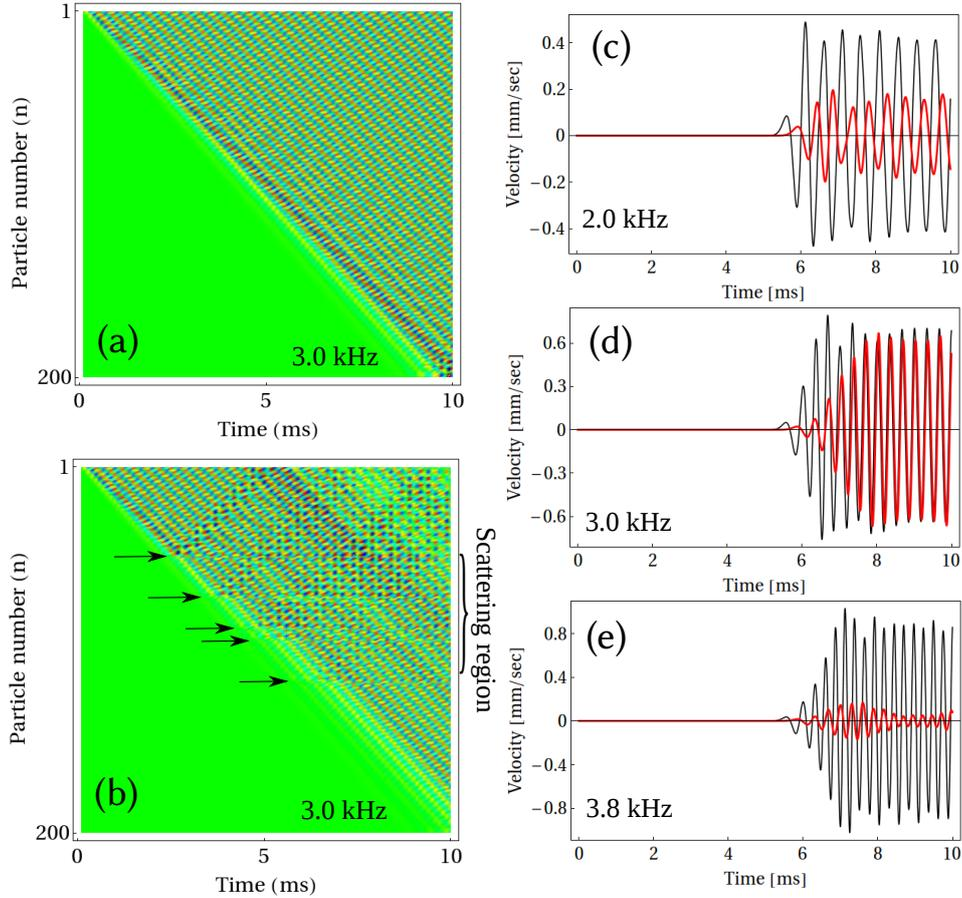 1
Particle number (n)
200
(a)
3.0 kHz
0
5
10
Time (ms)
1
Particle number (n)
200
(b)
3.0 kHz
Scattering region
0
5
10
Time (ms)
(c)
Velocity [mm/sec]
0.4
0.2
0
−0.2
−0.4
2.0 kHz
0
2
4
6
8
10
Time [ms]
(d)
Velocity [mm/sec]
0.6
0.3
0
−0.3
−0.6
3.0 kHz
0
2
4
6
8
10
Time [ms]
(e)
Velocity [mm/sec]
0.8
0.4
0
−0.4
−0.8
3.8 kHz
0
2
4
6
8
10
Time [ms]